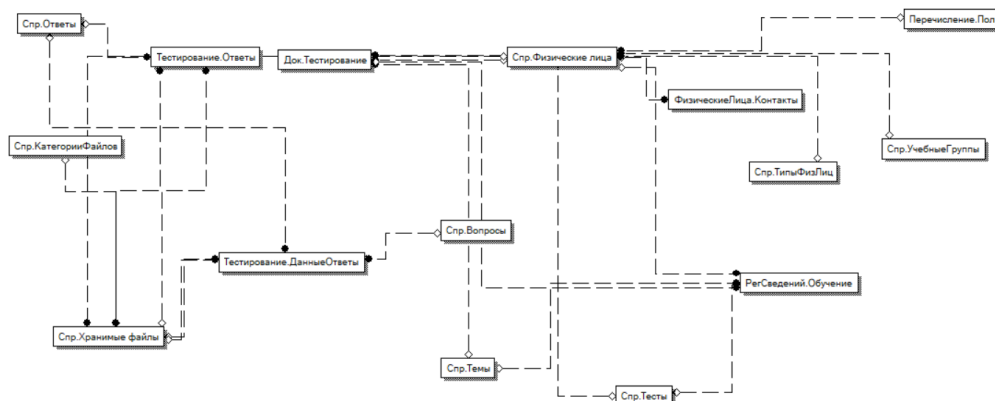 Спр.Ответы
Перечисление.Пол
Тестирование.Ответы
Док.Тестирование
Спр.Физические лица
ФизическиеЛица.Контакты
Спр.КатегорииФайлов
Спр.УчебныеГруппы
Спр.ТипыФизЛиц
Спр.Вопросы
Тестирование.ДанныеОтветы
РегСведений.Обучение
Спр.Хранимые файлы
Спр.Темы
Спр.Тесты